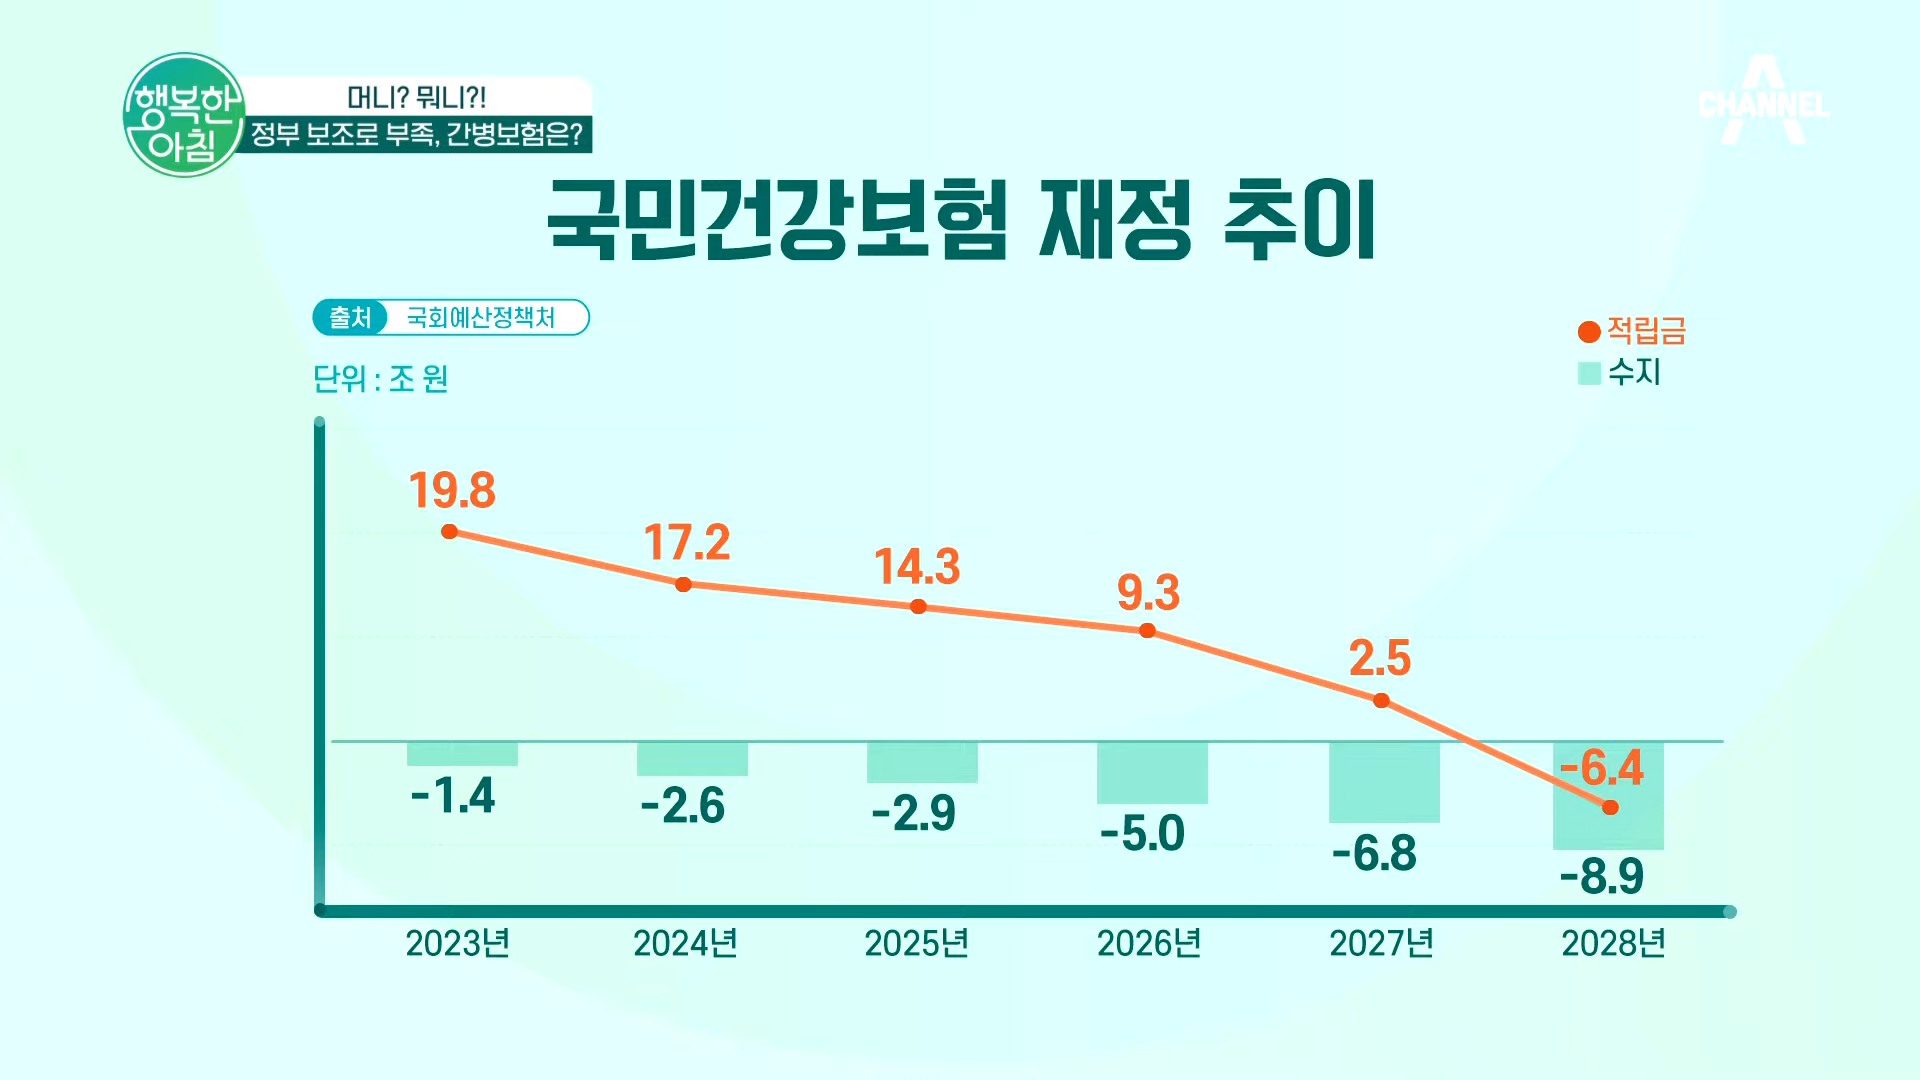 행복한
아침
머니? 뭐니?!
정부 보조로 부족, 간병보험은?
CHANNEL A
국민건강보험 재정 추이
출처 국회예산정책처
단위 : 조 원
적립금
수지
19.8
17.2
14.3
9.3
2.5
-6.4
-1.4
-2.6
-2.9
-5.0
-6.8
-8.9
2023년 2024년 2025년 2026년 2027년 2028년